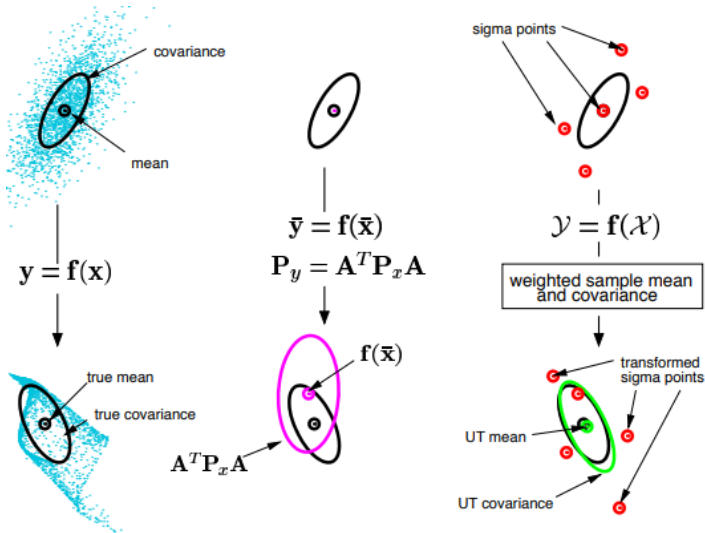 covariance
mean
y = f(x)
true mean
true covariance
ȳ = f(x̄)
P_y = A^T P_x A
f(x̄)
A^T P_x A
sigma points
𝒴 = f(𝒳)
weighted sample mean
and covariance
transformed
sigma points
UT mean
UT covariance